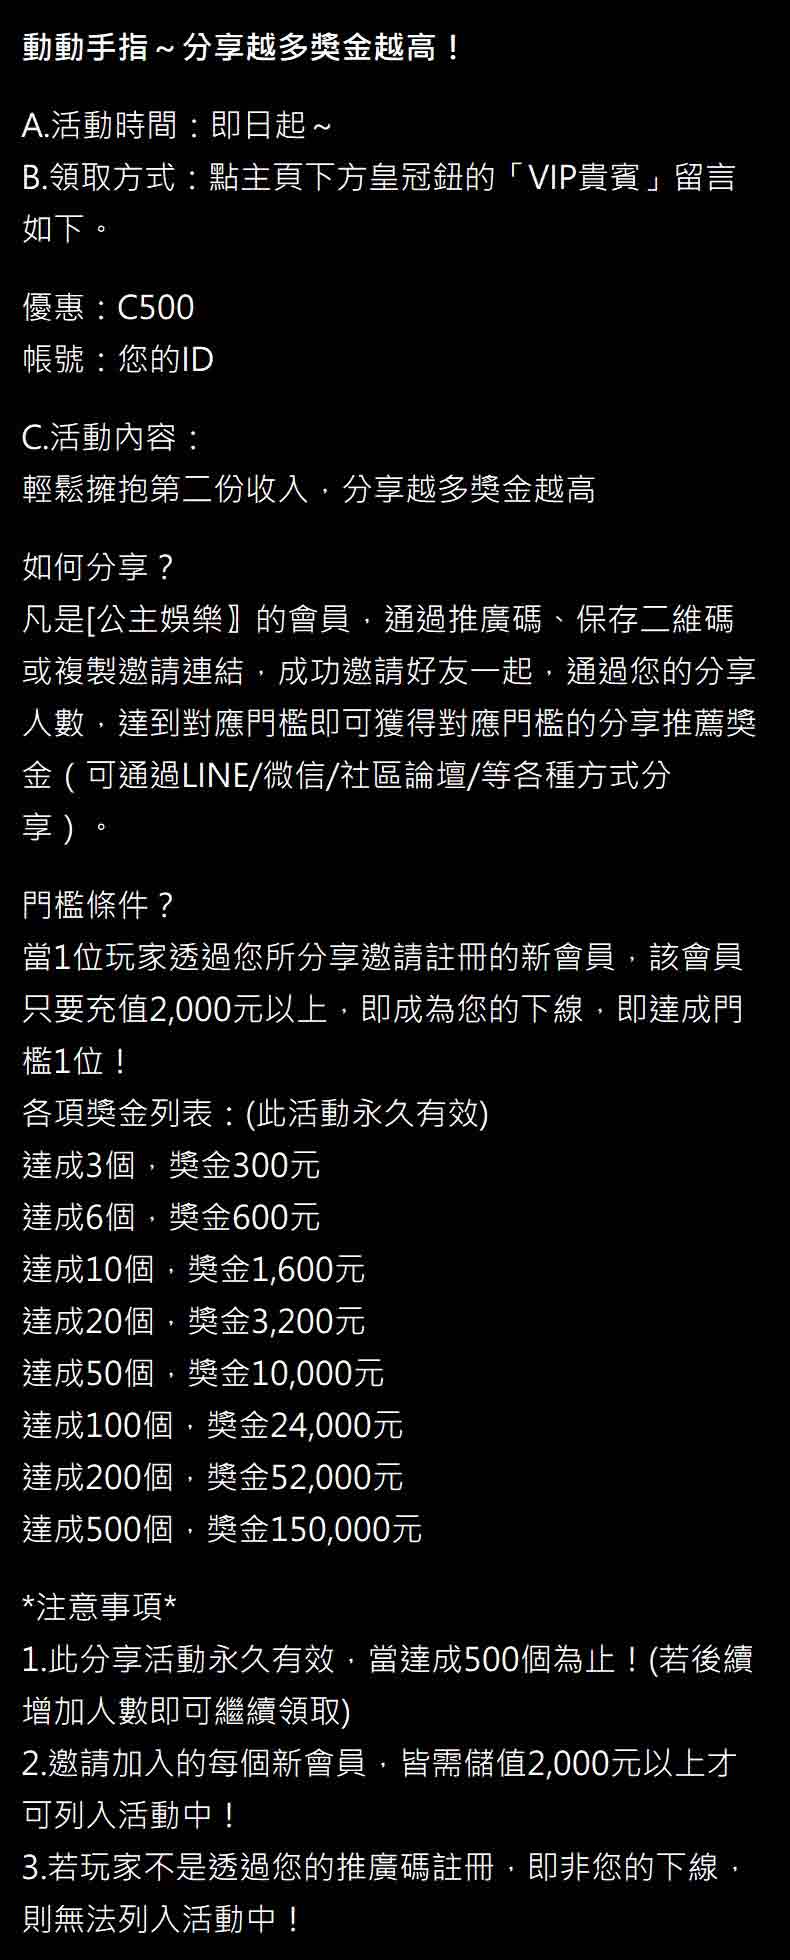 動動手指～分享越多獎金越高！
A.活動時間：即日起～
B.領取方式：點主頁下方皇冠鈕的「VIP貴賓」留言
如下。
優惠：C500
帳號：您的ID
C.活動內容：
輕鬆擁抱第二份收入，分享越多獎金越高
如何分享？
凡是[公主娛樂〗的會員，通過推廣碼、保存二維碼
或複製邀請連結，成功邀請好友一起，通過您的分享
人數，達到對應門檻即可獲得對應門檻的分享推薦獎
金（可通過LINE/微信/社區論壇/等各種方式分
享）。
門檻條件？
當1位玩家透過您所分享邀請註冊的新會員，該會員
只要充值2,000元以上，即成為您的下線，即達成門
檻1位！
各項獎金列表：(此活動永久有效)
達成3個，獎金300元
達成6個，獎金600元
達成10個，獎金1,600元
達成20個，獎金3,200元
達成50個，獎金10,000元
達成100個，獎金24,000元
達成200個，獎金52,000元
達成500個，獎金150,000元
*注意事項*
1.此分享活動永久有效，當達成500個為止！(若後續
增加人數即可繼續領取)
2.邀請加入的每個新會員，皆需儲值2,000元以上才
可列入活動中！
3.若玩家不是透過您的推廣碼註冊，即非您的下線，
則無法列入活動中！